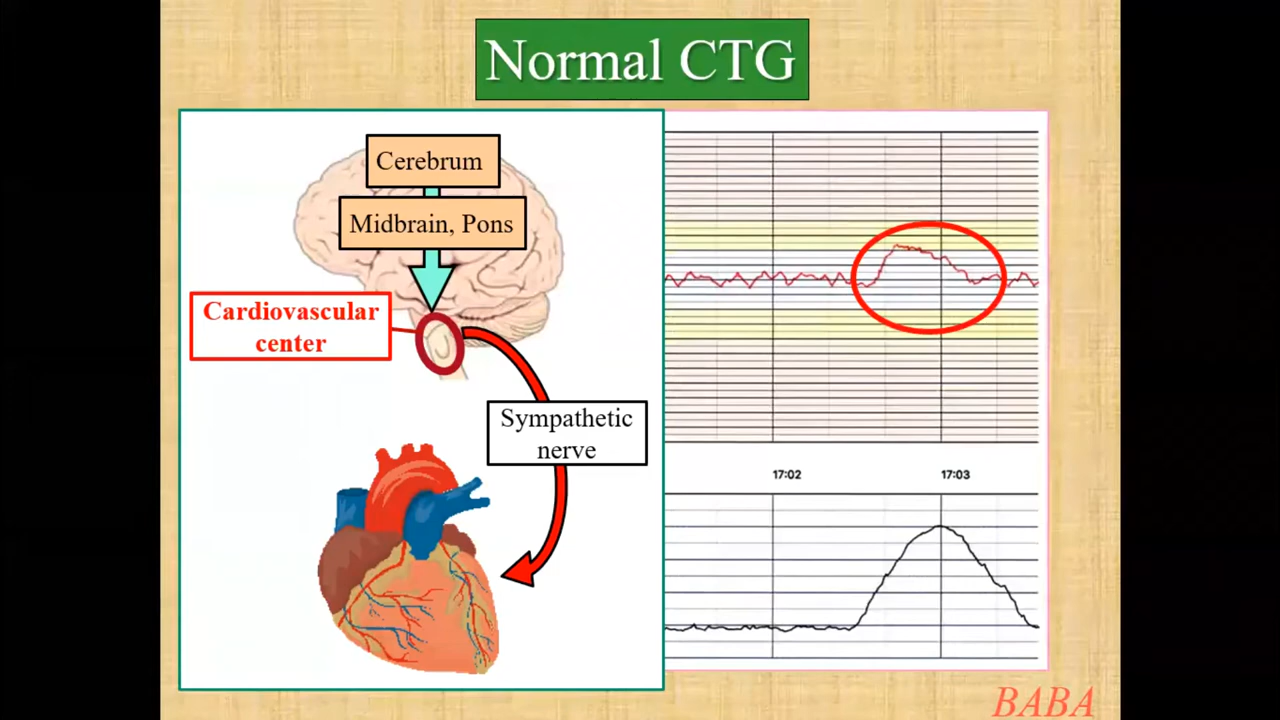 Normal CTG
Cerebrum
Midbrain, Pons
Cardiovascular
center
Sympathetic
nerve
17:02
17:03
BABA